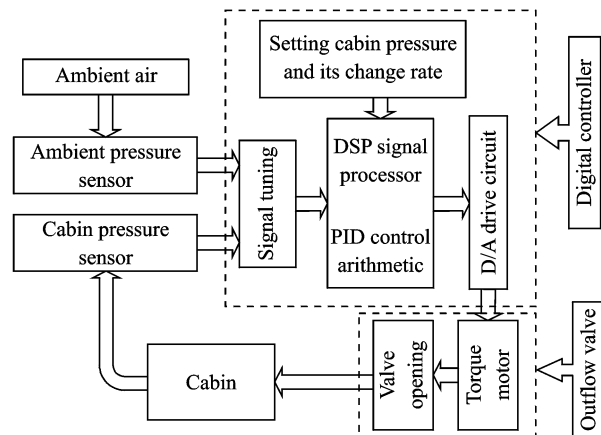 Setting cabin pressure
and its change rate
Ambient air
Ambient pressure
sensor
Cabin pressure
sensor
Signal tuning
DSP signal
processor
PID control
arithmetic
D/A drive circuit
Digital controller
Cabin
Valve
opening
Torque
motor
Outflow valve